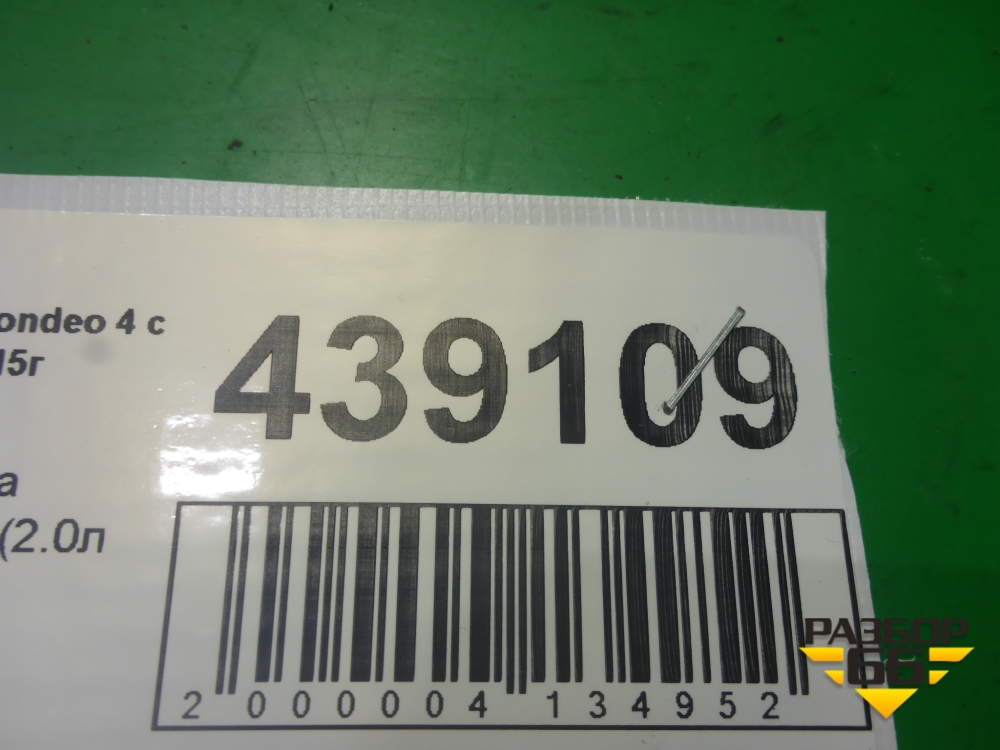 ondeo 4 с
15г
439109
а
(2.0л
2 000004 134952
РАЗБОР
66